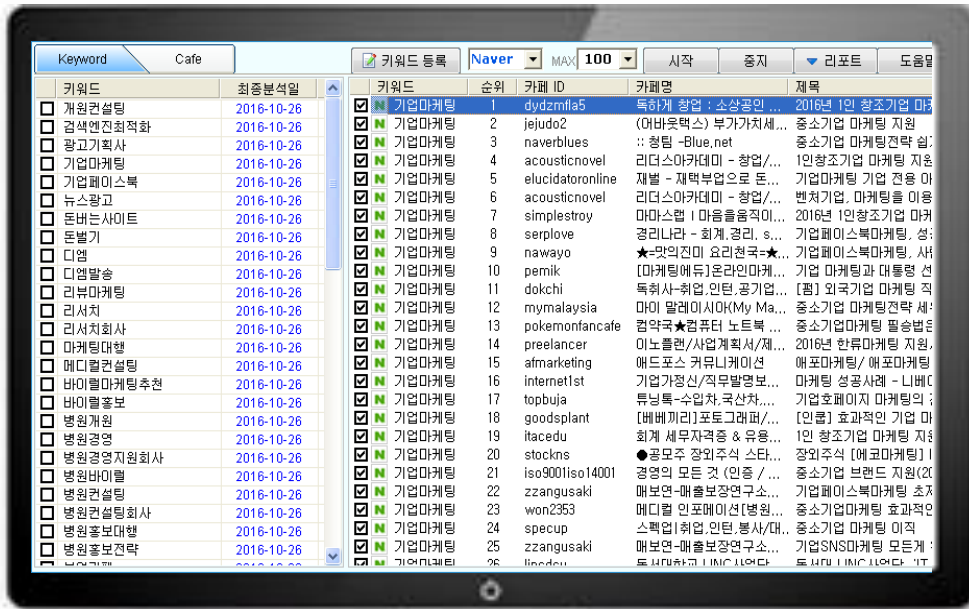 Keyword Cafe 키워드 등록 Naver MAX 100 시작 중지 리포트 도움말
키워드 최종분석일 키워드 순위 카페 ID 카페명 제목
개원컨설팅 2016-10-26 N 기업마케팅 1 dydzmfla5 독하게 창업 : 소상공인 ... 2016년 1인 창조기업 마케
검색엔진최적화 2016-10-26 N 기업마케팅 2 jejudo2 (어바웃택스) 부가가치세,... 중소기업 마케팅 지원
광고기획사 2016-10-26 N 기업마케팅 3 naverblues :: 청팀 -Blue,net 중소기업 마케팅전략 쉽
기업마케팅 2016-10-26 N 기업마케팅 4 acousticnovel 리더스아카데미 - 창업/,... 1인창조기업 마케팅 지원
기업페이스북 2016-10-26 N 기업마케팅 5 elucidatoronline 재벌 - 재택부업으로 돈,... 기업마케팅 기업 전용
뉴스광고 2016-10-26 N 기업마케팅 6 acousticnovel 리더스아카데미 - 창업/,... 벤처기업, 마케팅을 이용
돈버는사이트 2016-10-26 N 기업마케팅 7 simplestroy 마마스랩 I 마음을움직이,... 2016년 1인창조기업 마케
돈벌기 2016-10-26 N 기업마케팅 8 serplove 경리나라 - 회계,경리, s,... 기업페이스북마케팅,
디엠 2016-10-26 N 기업마케팅 9 nawayo ★=맛의진미 요리천국=★,... 기업페이스북마케팅,
디엠발송 2016-10-26 N 기업마케팅 10 pemik [마케팅에듀]온라인마케,... 기업 마케팅과 대통령 선
리뷰마케팅 2016-10-26 N 기업마케팅 11 dokchi 독취사-취업,인턴,공기업,... [펌] 외국기업 마케팅 직
리서치 2016-10-26 N 기업마케팅 12 mymalaysia 마이 말레이시아(My Ma,... 중소기업 마케팅전략
리서치회사 2016-10-26 N 기업마케팅 13 pokemonfancafe 컴약국★컴퓨터 노트북 ,... 중소기업마케팅 필승법은
마케팅대행 2016-10-26 N 기업마케팅 14 preelancer 이노플랜/사업계획서/제,... 2016년 한류마케팅 지원
메디컬컨설팅 2016-10-26 N 기업마케팅 15 afmarketing 애드포스 커뮤니케이션 애포마케팅/ 애포마케팅
바이럴마케팅추천 2016-10-26 N 기업마케팅 16 internet1st 기업가정신/직무발명보,... 마케팅 성공사례 -
바이럴홍보 2016-10-26 N 기업마케팅 17 topbuja 튜닝톡-수입차,국산차,... 기업홈페이지 마케팅의
병원개원 2016-10-26 N 기업마케팅 18 goodsplant [베베끼리]포토그래퍼/,... [인쿱] 효과적인 기업 마
병원경영 2016-10-26 N 기업마케팅 19 itacedu 회계 세무자격증 & 유용,... 1인 창조기업 마케팅
병원경영지원회사 2016-10-26 N 기업마케팅 20 stockns ●공모주 장외주식 스타,... 장외주식 [에코마케팅]
병원바이럴 2016-10-26 N 기업마케팅 21 iso9001iso14001 경영의 모든 것 (인증 / ,... 중소기업 브랜드 지원(20
병원컨설팅 2016-10-26 N 기업마케팅 22 zzangusaki 매보연-매출보장연구소,... 기업페이스북마케팅
병원컨설팅회사 2016-10-26 N 기업마케팅 23 won2353 메디컬 인포메이션[병원,... 중소기업마케팅 효과적인
병원홍보대행 2016-10-26 N 기업마케팅 24 specup 스펙업I취업,인턴,봉사/대,... 중소기업 마케팅 이직
병원홍보전략 2016-10-26 N 기업마케팅 25 zzangusaki 매보연-매출보장연구소,... 기업SNS마케팅 모든게